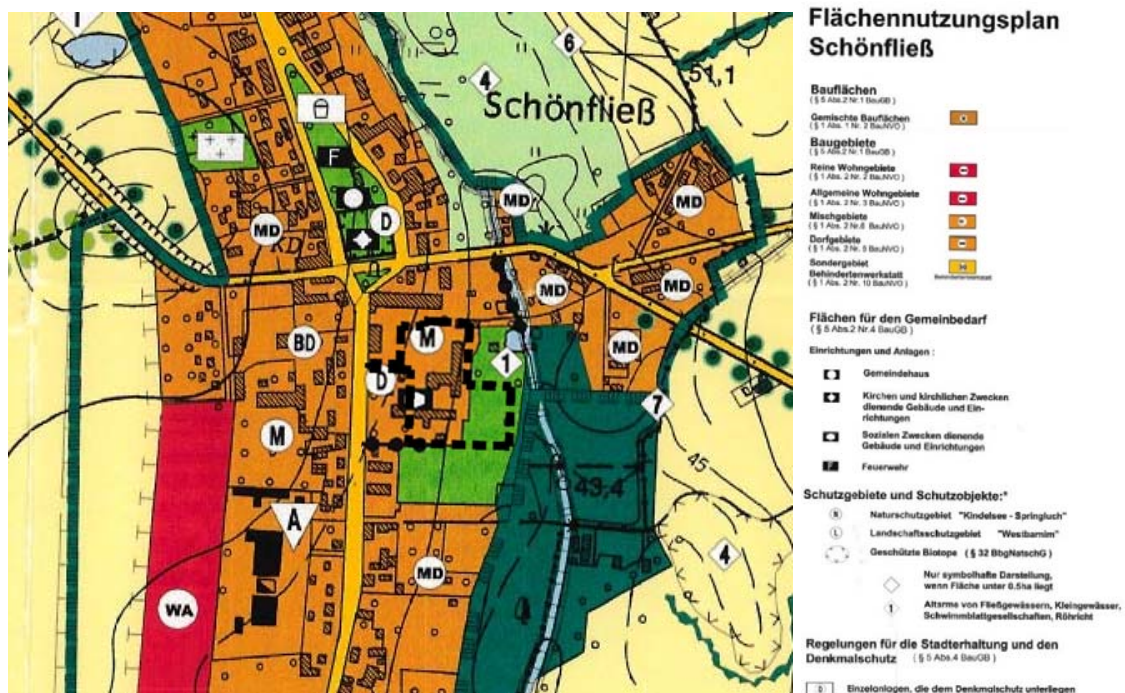 1
4
6
51,1
Schönfließ
F
MD
MD
MD
D
MD
MD
BD
M
1
MD
D
M
7
45
43,4
A
4
MD
WA
4
Flächennutzungsplan
Schönfließ
Bauflächen
( § 5 Abs.2 Nr.1 BauGB )
Gemischte Bauflächen
( § 1 Abs. 1 Nr. 2 BauNVO )
Baugebiete
( § 5 Abs.2 Nr.1 BauGB )
Reine Wohngebiete
( § 1 Abs. 2 Nr. 2 BauNVO )
Allgemeine Wohngebiete
( § 1 Abs. 2 Nr. 3 BauNVO )
Mischgebiete
( § 1 Abs. 2 Nr.6 BauNVO )
Dorfgebiete
( § 1 Abs. 2 Nr. 5 BauNVO )
Sondergebiet
Behindertenwerkstatt
Behindertenwerkstatt
( § 1 Abs. 2 Nr. 10 BauNVO )
Flächen für den Gemeinbedarf
( § 5 Abs.2 Nr.4 BauGB )
Einrichtungen und Anlagen :
Gemeindehaus
Kirchen und kirchlichen Zwecken
dienende Gebäude und Ein-
richtungen
Sozialen Zwecken dienende
Gebäude und Einrichtungen
F Feuerwehr
Schutzgebiete und Schutzobjekte:*
N Naturschutzgebiet "Kindelsee - Springluch"
L Landschaftsschutzgebiet "Westbarnim"
Geschützte Biotope ( § 32 BbgNatschG )
Nur symbolhafte Darstellung,
wenn Fläche unter 0.5ha liegt
1 Altarme von Fließgewässern, Kleingewässer,
Schwimmblattgesellschaften, Röhricht
Regelungen für die Stadterhaltung und den
Denkmalschutz ( § 5 Abs.4 BauGB )
D Einzelanlagen, die dem Denkmalschutz unterliegen